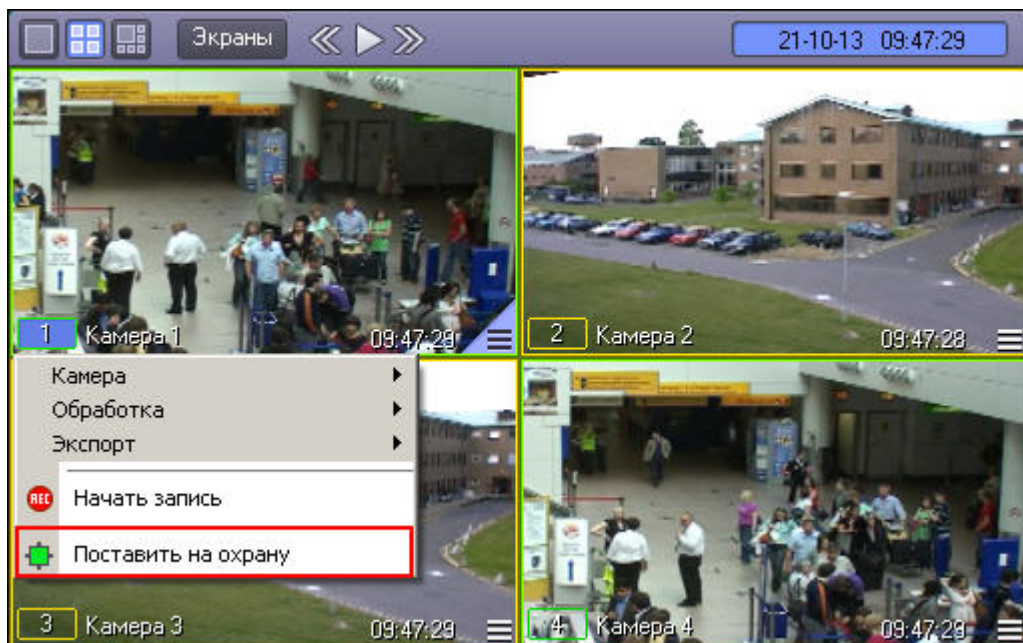 Экраны
21-10-13 09:47:29
1 Камера 1 09:47:29
2 Камера 2 09:47:28
Камера
Обработка
Экспорт
REC Начать запись
Поставить на охрану
3 Камера 3 09:47:29
4 Камера 4 09:47:29